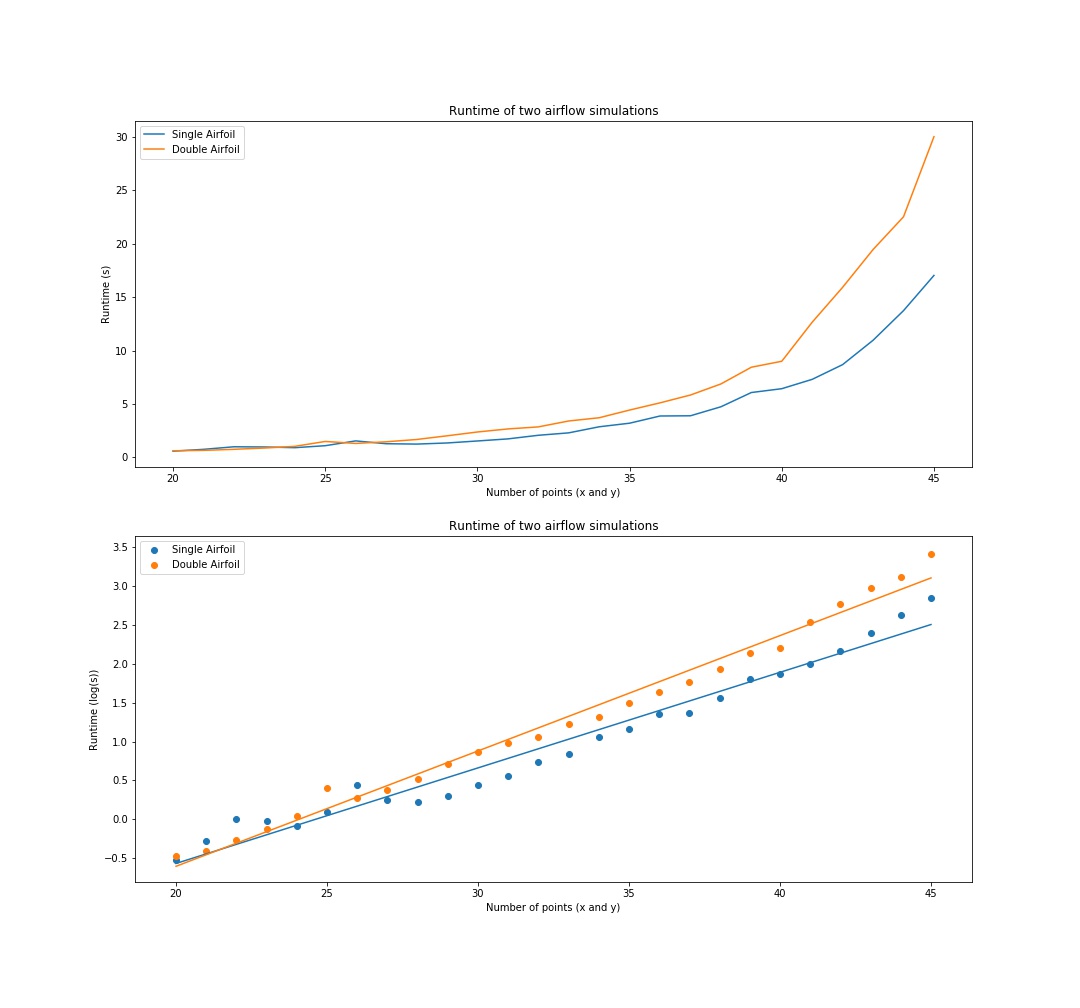 Runtime of two airflow simulations
Single Airfoil
Double Airfoil
30
25
20
15
10
5
0
Runtime (s)
20 25 30 35 40 45
Number of points (x and y)
Runtime of two airflow simulations
Single Airfoil
Double Airfoil
3.5
3.0
2.5
2.0
1.5
1.0
0.5
0.0
−0.5
Runtime (log(s))
20 25 30 35 40 45
Number of points (x and y)